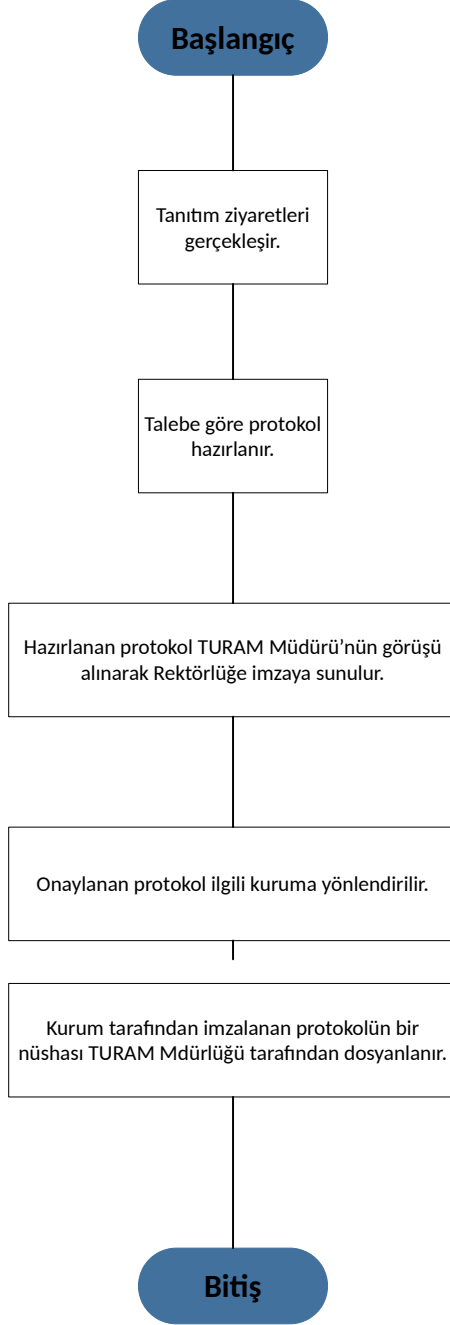 Başlangıç
Tanıtım ziyaretleri
gerçekleşir.
Talebe göre protokol
hazırlanır.
Hazırlanan protokol TURAM Müdürü’nün görüşü
alınarak Rektörlüğe imzaya sunulur.
Onaylanan protokol ilgili kuruma yönlendirilir.
Kurum tarafından imzalanan protokolün bir
nüshası TURAM Mdürlüğü tarafından dosyanlanır.
Bitiş